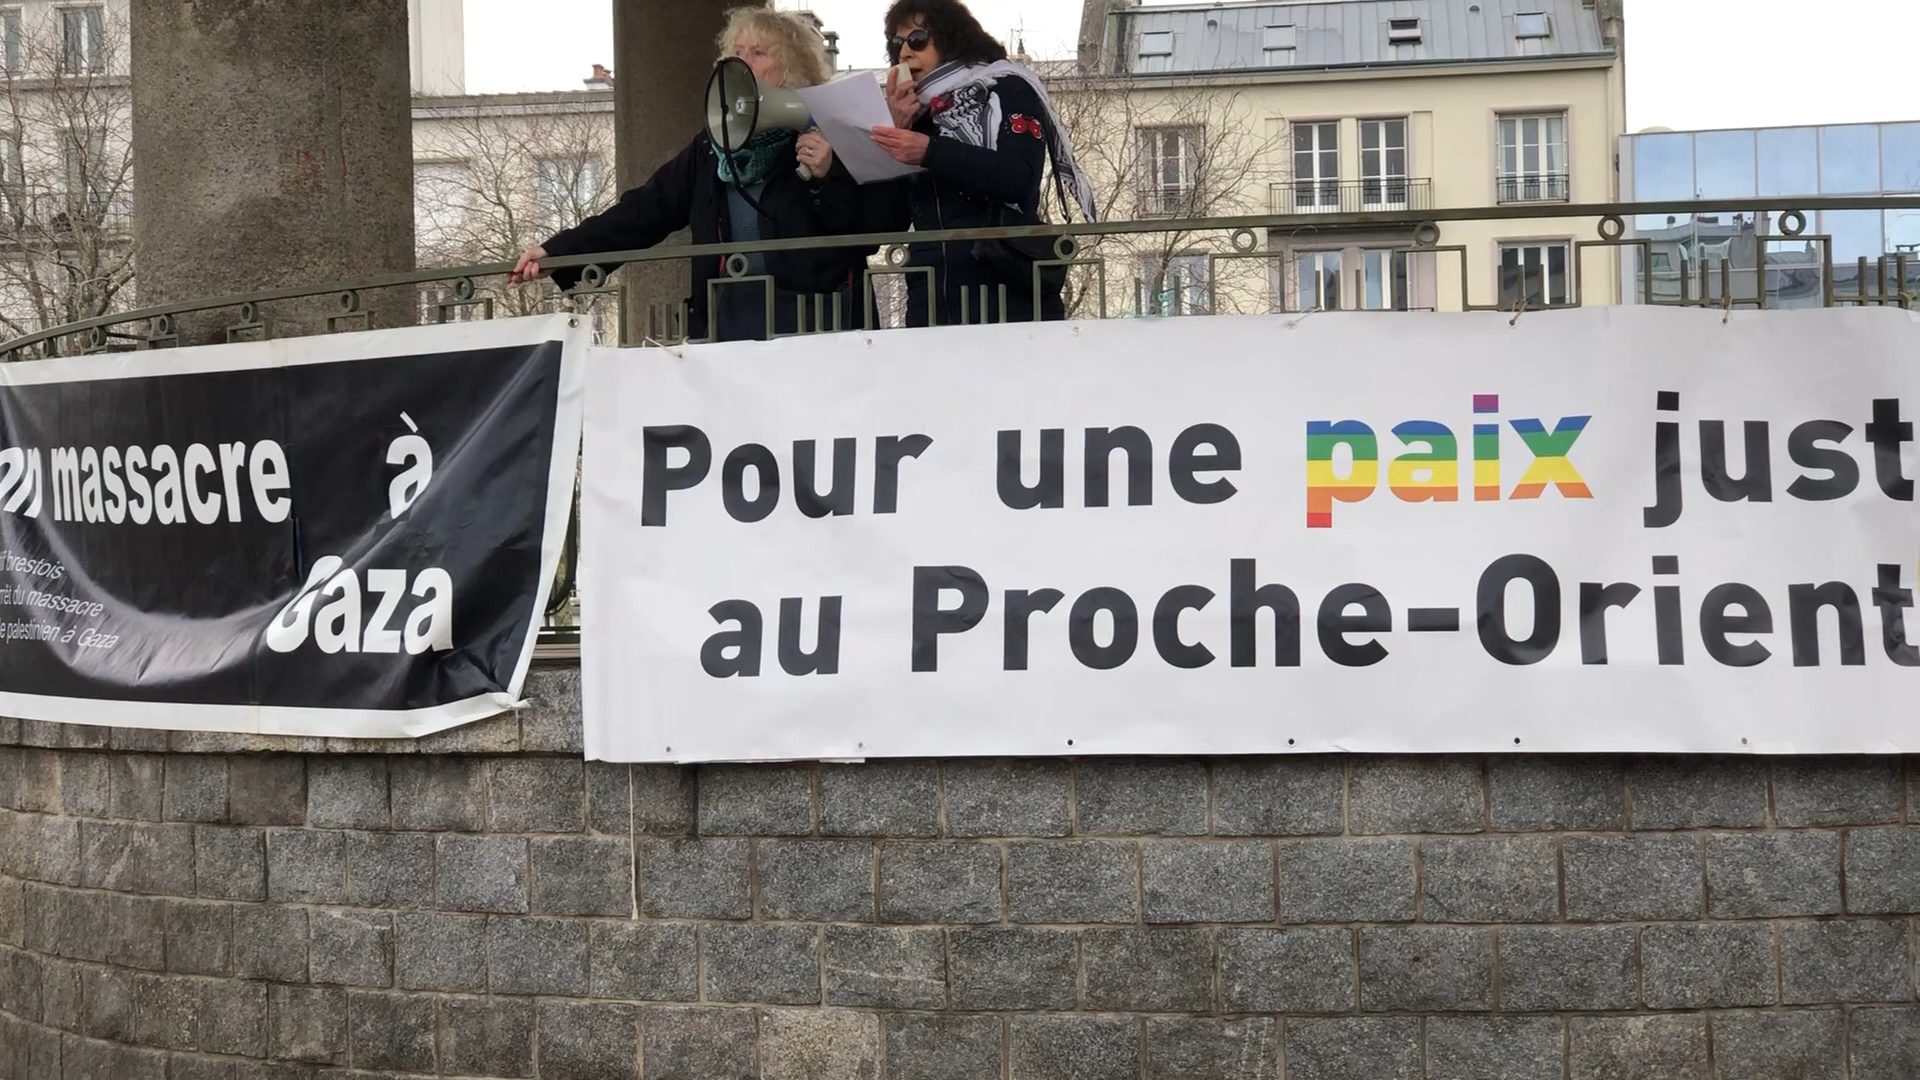 massacre à
Gaza
brestois
du massacre
palestinien à Gaza
Pour une paix just
au Proche-Orient